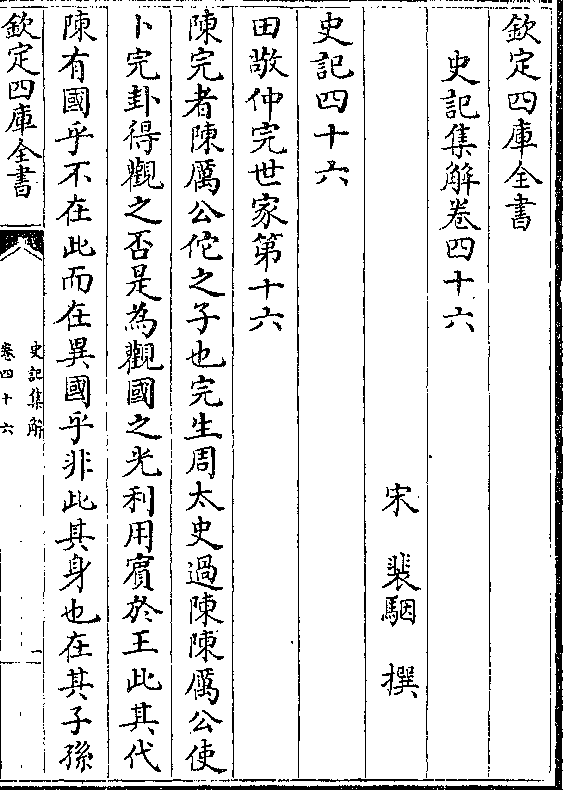 欽定四庫全書
史記集解卷四十六
宋 裴駰 撰
史記四十六
田敬仲完世家第十六
陳完者陳厲公佗之子也完生周太史過陳陳厲公使
卜完卦得觀之否是為觀國之光利用賓於王此其代
陳有國乎不在此而在異國乎非此其身也在其子孫
欽定四庫全書
史記集解
卷四十六
一